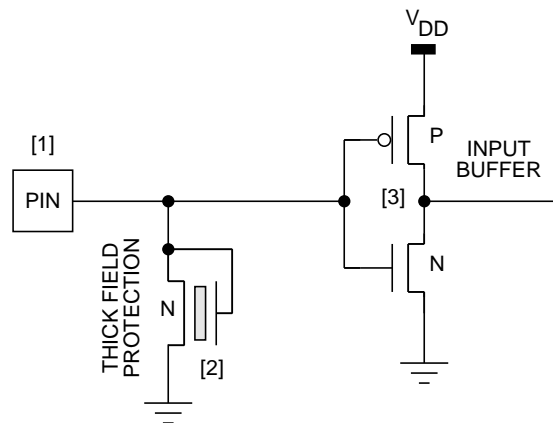 VDD
P
INPUT
BUFFER
[1]
PIN
[3]
THICK FIELD
PROTECTION
N
N
[2]